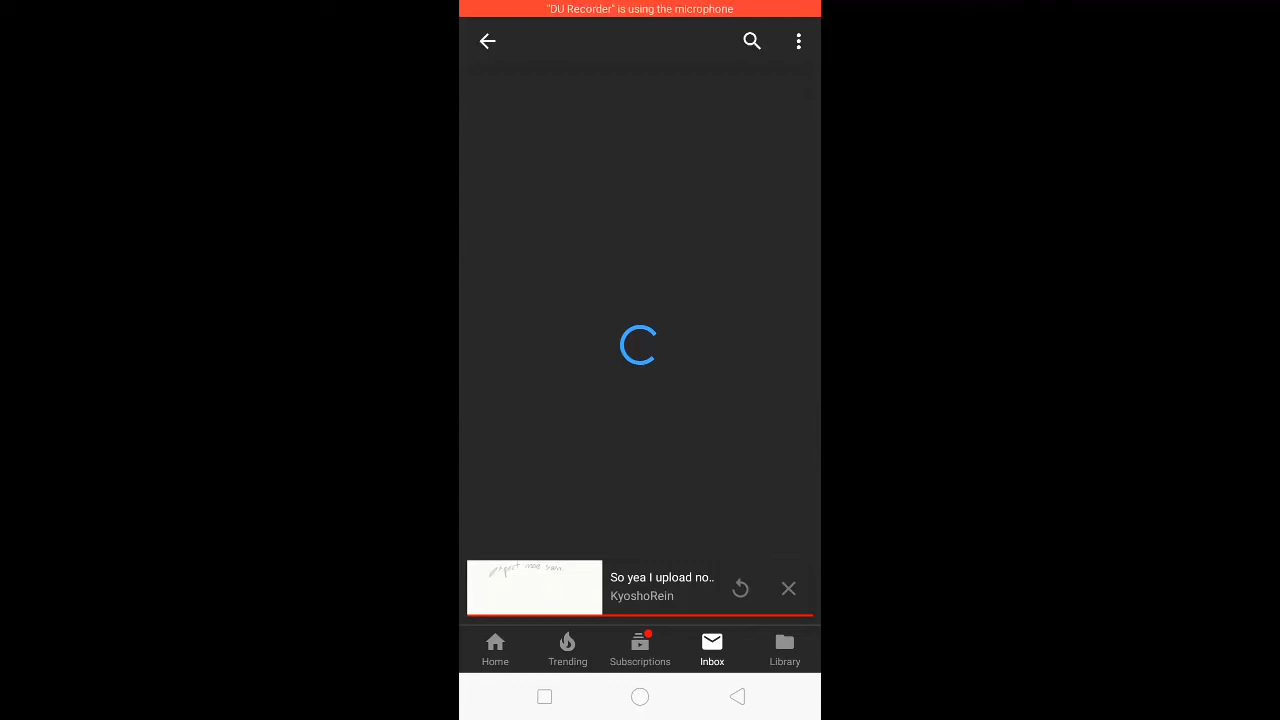 "DU Recorder" is using the microphone
So yea I upload no..
KyoshoRein
Home
Trending
Subscriptions
Inbox
Library